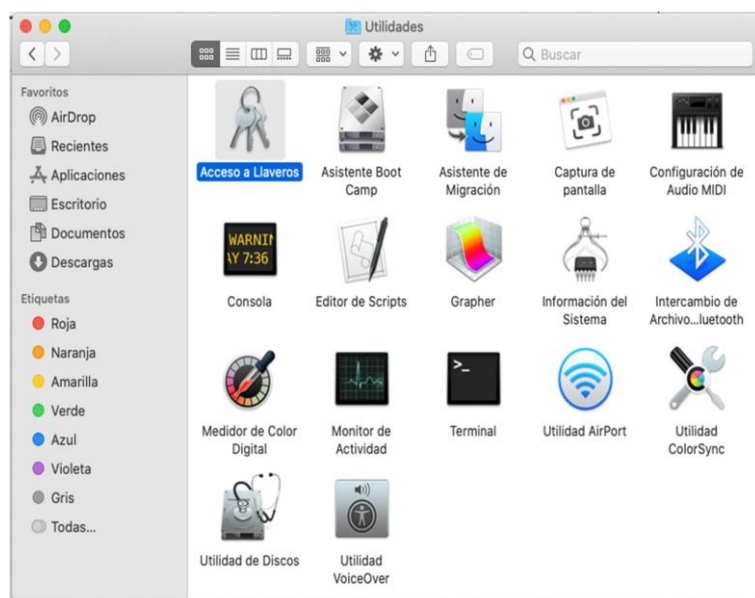 Utilidades
Buscar
Favoritos
AirDrop
Recientes
Aplicaciones
Escritorio
Documentos
Descargas
Etiquetas
Roja
Naranja
Amarilla
Verde
Azul
Violeta
Gris
Todas...
Acceso a Llaveros
Asistente Boot
Camp
Asistente de
Migración
Captura de
pantalla
Configuración de
Audio MIDI
WARNIN
AY 7:36
Consola
Editor de Scripts
Grapher
Información del
Sistema
Intercambio de
Archivo...luetooth
Medidor de Color
Digital
Monitor de
Actividad
>_
Terminal
Utilidad AirPort
Utilidad
ColorSync
Utilidad de Discos
Utilidad
VoiceOver